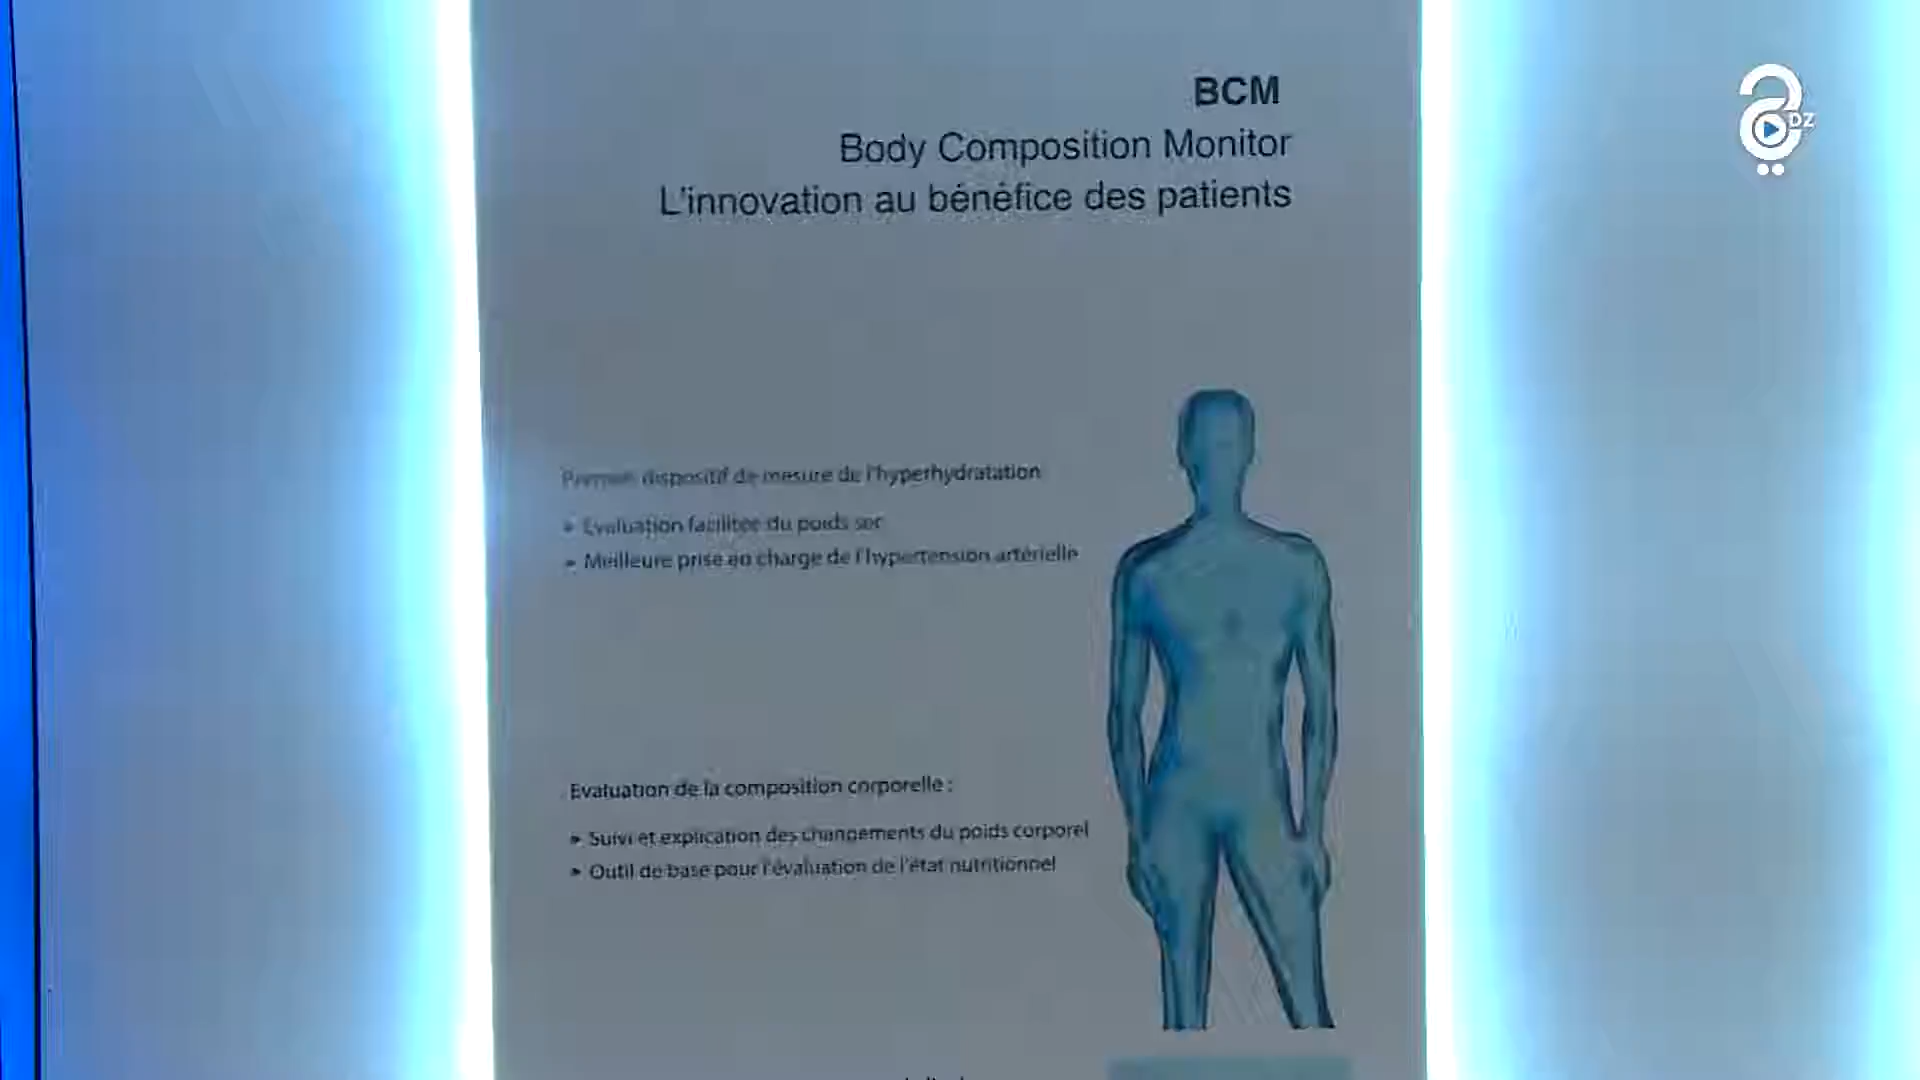 BCM
Body Composition Monitor
L'innovation au bénéfice des patients
DZ
Premier dispositif de mesure de l'hyperhydratation
➢ Evaluation facilitée du poids sec
➢ Meilleure prise en charge de l'hypertension artérielle
Evaluation de la composition corporelle :
➢ Suivi et explication des changements du poids corporel
➢ Outil de base pour l'évaluation de l'état nutritionnel